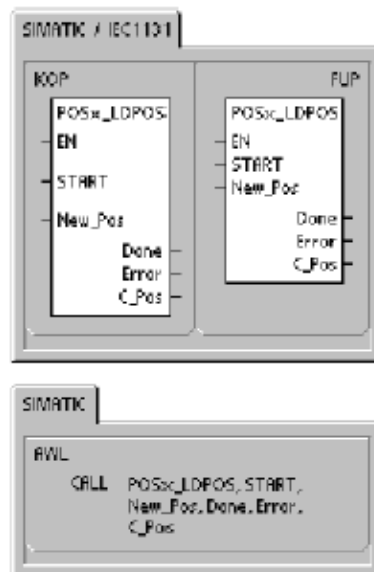 SIMATIC / IEC1131
KOP
FUP
POSx_LDPOS
EN
START
New_Pos
Done
Error
C_Pos
POSx_LDPOS
EN
START
New_Pos
Done
Error
C_Pos
SIMATIC
AWL
CALL POSx_LDPOS, START,
New_Pos, Done, Error,
C_Pos